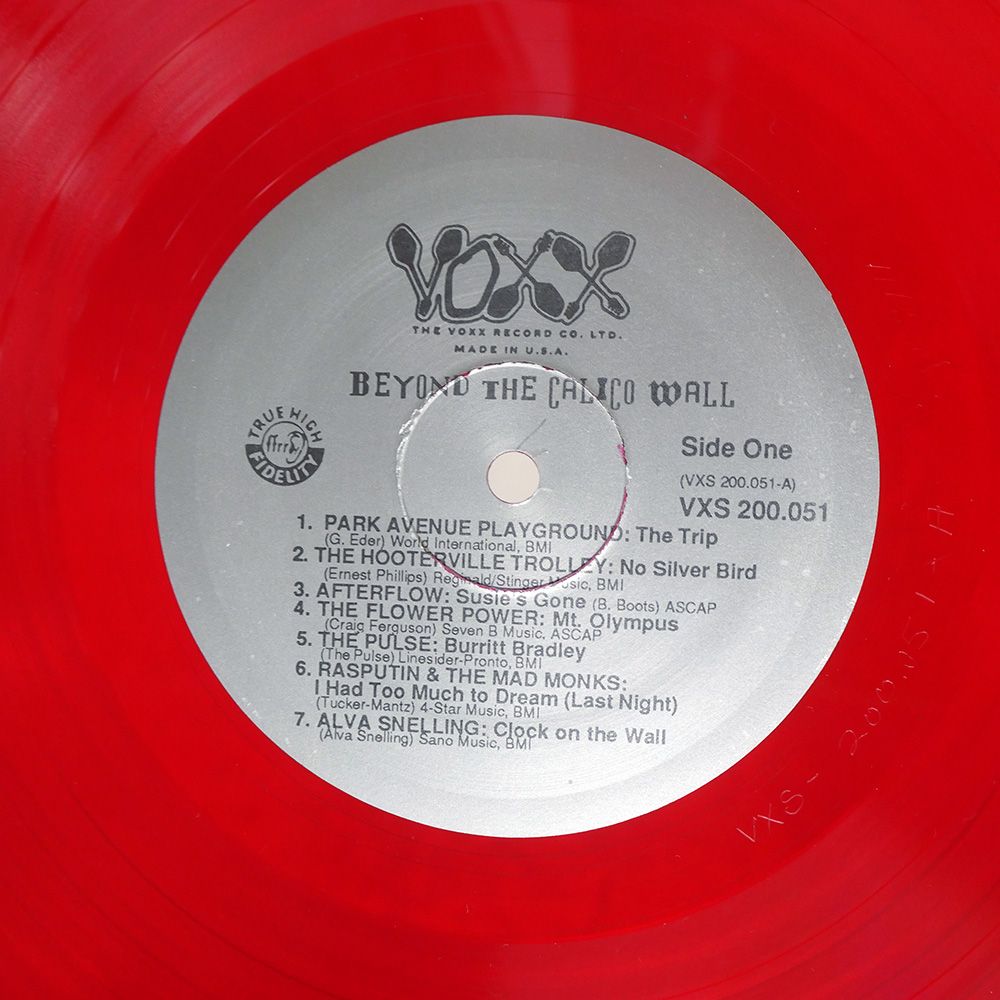 VOXX
THE VOXX RECORD CO. LTD.
MADE IN U.S.A.
BEYOND THE CALICO WALL
TRUE HIGH
ffrr
FIDELITY
Side One
(VXS 200.051-A)
VXS 200.051
1. PARK AVENUE PLAYGROUND: The Trip
(G. Eder) World International, BMI
2. THE HOOTERVILLE TROLLEY: No Silver Bird
(Ernest Phillips) Reginald/Stinger Music, BMI
3. AFTERFLOW: Susie's Gone (B. Boots) ASCAP
4. THE FLOWER POWER: Mt. Olympus
(Craig Ferguson) Seven B Music, ASCAP
5. THE PULSE: Burritt Bradley
(The Pulse) Linesider-Pronto, BMI
6. RASPUTIN & THE MAD MONKS:
I Had Too Much to Dream (Last Night)
(Tucker-Mantz) 4-Star Music, BMI
7. ALVA SNELLING: Clock on the Wall
(Alva Snelling) Sano Music, BMI
VXS- 200.051-A